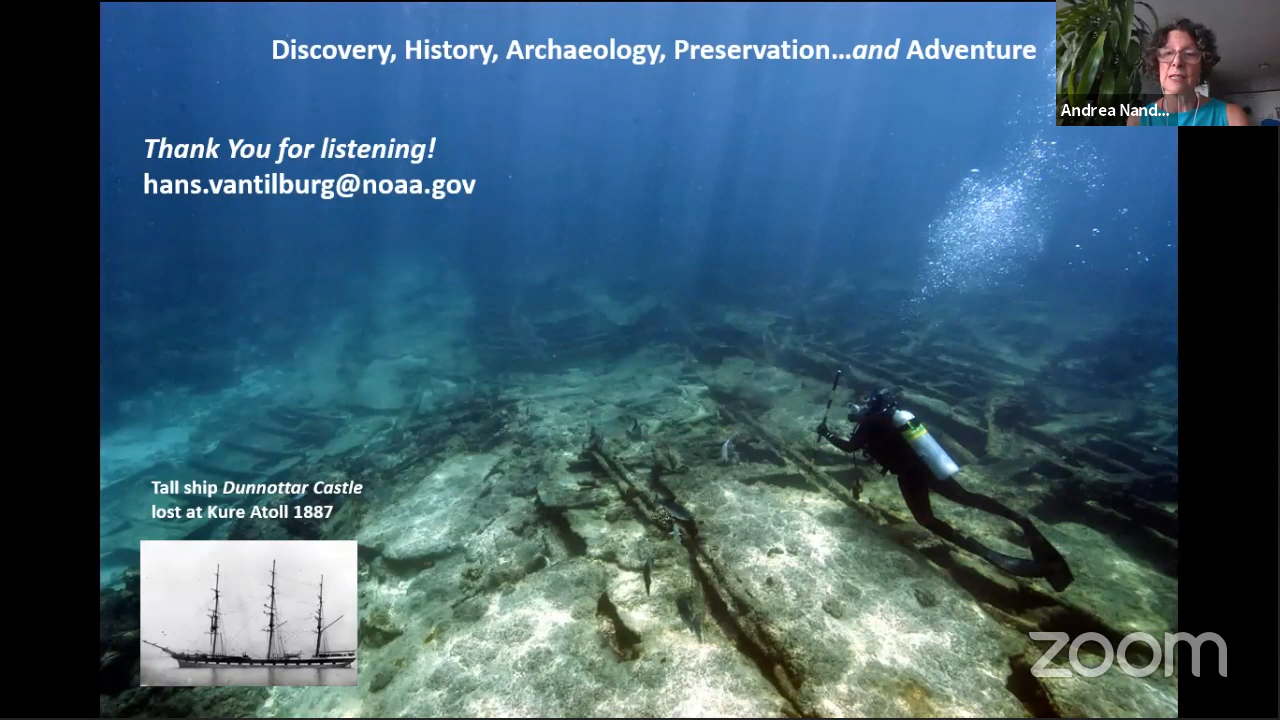 Discovery, History, Archaeology, Preservation…and Adventure
Andrea Nand...
Thank You for listening!
hans.vantilburg@noaa.gov
Tall ship Dunnottar Castle
lost at Kure Atoll 1887
zoom